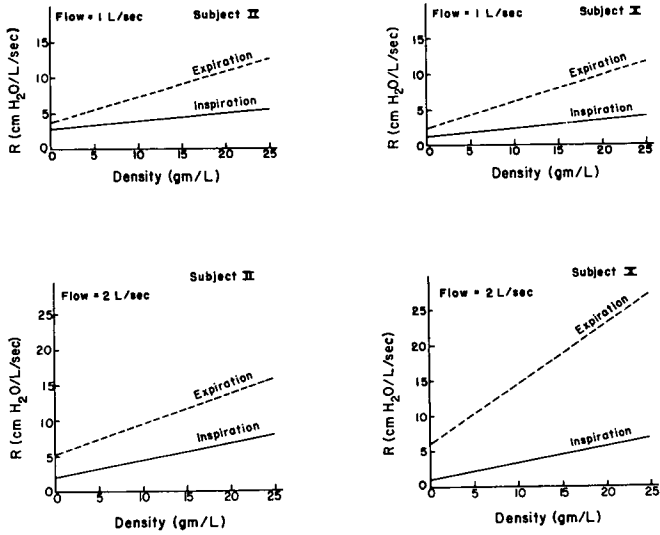 Flow = 1 L/sec
Subject II
R (cm H₂O/L/sec)
15
10
5
0
Expiration
Inspiration
0 5 10 15 20 25
Density (gm/L)
Flow = 1 L/sec
Subject X
R (cm H₂O/L/sec)
15
10
5
0
Expiration
Inspiration
0 5 10 15 20 25
Density (gm/L)
Subject II
Flow = 2 L/sec
R (cm H₂O/L/sec)
25
20
15
10
5
0
Expiration
Inspiration
0 5 10 15 20 25
Density (gm/L)
Subject X
Flow = 2 L/sec
R (cm H₂O/L/sec)
25
20
15
10
5
0
Expiration
Inspiration
0 5 10 15 20 25
Density (gm/L)